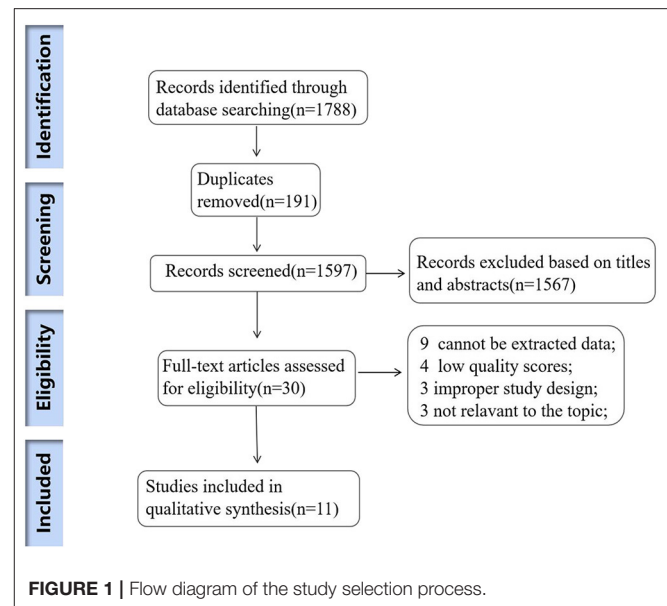 Identification
Records identified through
database searching(n=1788)
Duplicates
removed(n=191)
Screening
Records screened(n=1597)
Records excluded based on titles
and abstracts(n=1567)
Eligibility
Full-text articles assessed
for eligibility(n=30)
9 cannot be extracted data;
4 low quality scores;
3 improper study design;
3 not relavant to the topic;
Included
Studies included in
qualitative synthesis(n=11)
FIGURE 1 | Flow diagram of the study selection process.